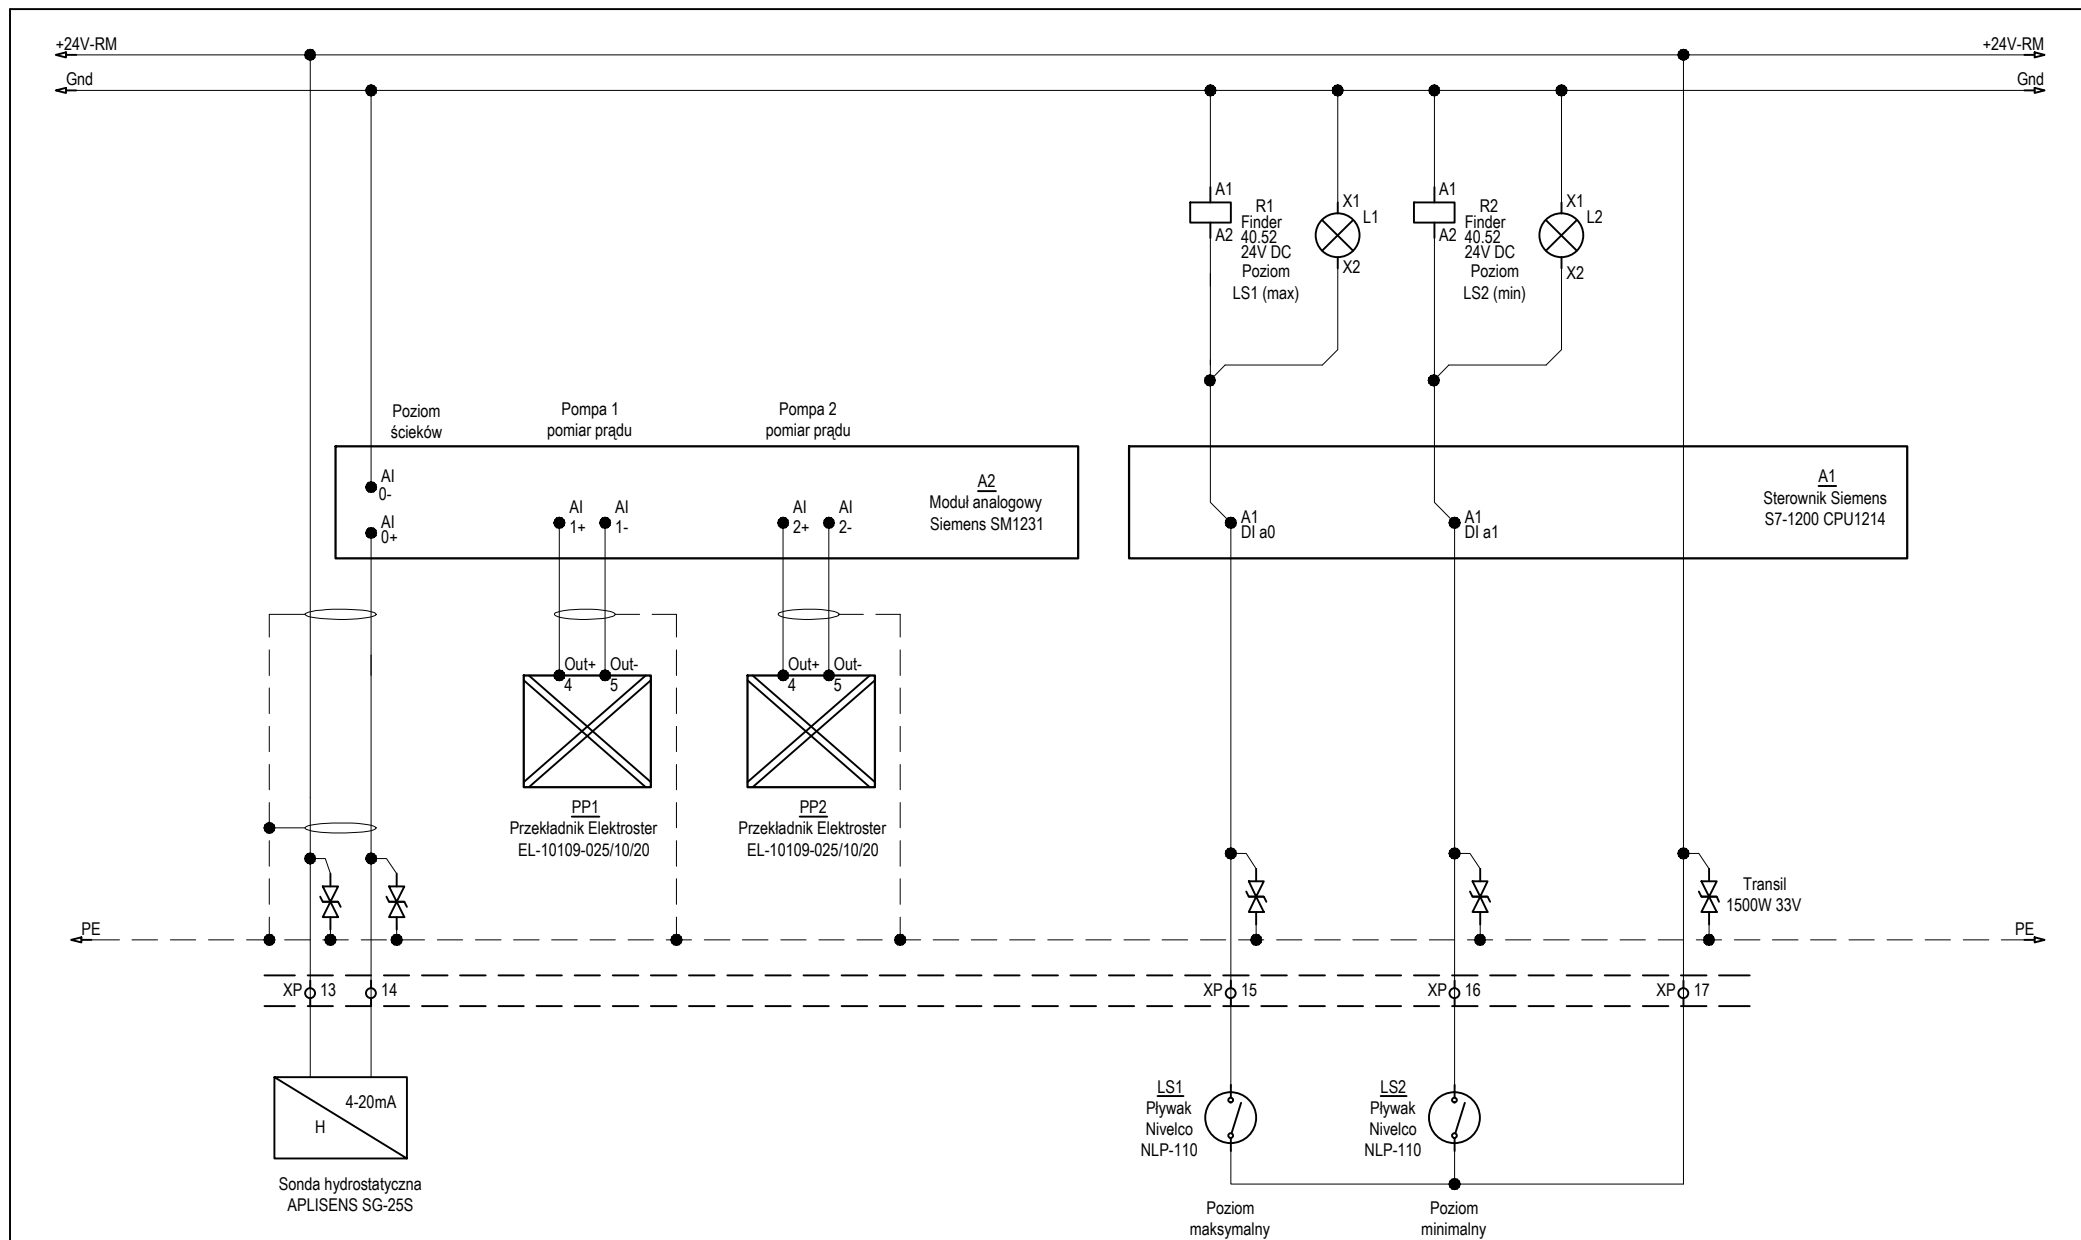 +24V-RM
+24V-RM
Gnd
Gnd
A1
R1
Finder
40.52
24V DC
A2
Poziom
LS1 (max)
X1
L1
X2
A1
R2
Finder
40.52
24V DC
A2
Poziom
LS2 (min)
X1
L2
X2
Poziom
ścieków
Pompa 1
pomiar prądu
Pompa 2
pomiar prądu
AI
0-
AI
0+
AI
1+
AI
1-
AI
2+
AI
2-
A2
Moduł analogowy
Siemens SM1231
A1
DI a0
A1
DI a1
A1
Sterownik Siemens
S7-1200 CPU1214
Out+
Out-
4
5
Out+
Out-
4
5
PP1
Przekładnik Elektroster
EL-10109-025/10/20
PP2
Przekładnik Elektroster
EL-10109-025/10/20
Transil
1500W 33V
PE
PE
XP 13
14
XP 15
XP 16
XP 17
4-20mA
H
Sonda hydrostatyczna
APLISENS SG-25S
LS1
Pływak
Nivelco
NLP-110
LS2
Pływak
Nivelco
NLP-110
Poziom
maksymalny
Poziom
minimalny